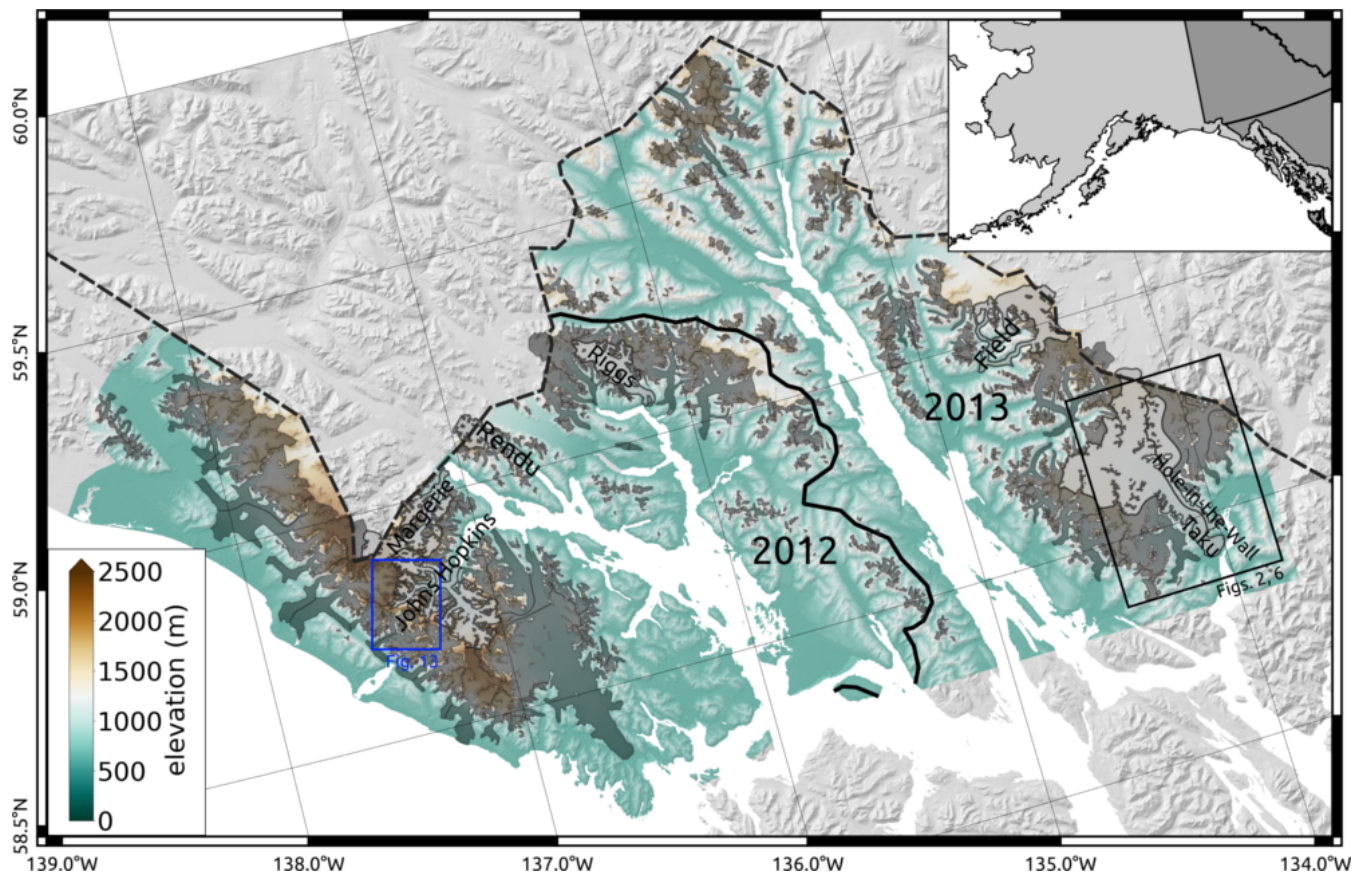 60.0°N
59.5°N
59.0°N
58.5°N
139.0°W
138.0°W
137.0°W
136.0°W
135.0°W
134.0°W
Riggs
Rendu
Margerie
Johns Hopkins
Field
2013
2012
Hole-in-the-Wall
Taku
Figs. 2, 6
Fig. 13
2500
2000
1500
1000
500
0
elevation (m)